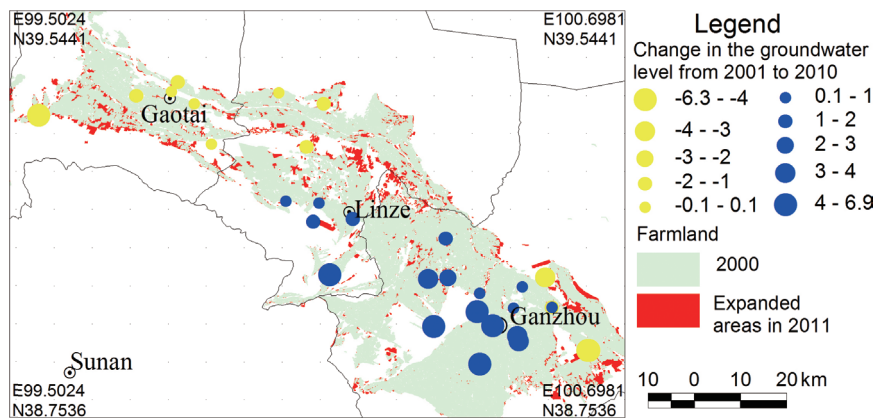 E99.5024
N39.5441
E100.6981
N39.5441
Gaotai
Linze
Ganzhou
Sunan
E99.5024
N38.7536
E100.6981
N38.7536
Legend
Change in the groundwater
level from 2001 to 2010
-6.3 - -4
-4 - -3
-3 - -2
-2 - -1
-0.1 - 0.1
0.1 - 1
1 - 2
2 - 3
3 - 4
4 - 6.9
Farmland
2000
Expanded
areas in 2011
10 0 10 20 km